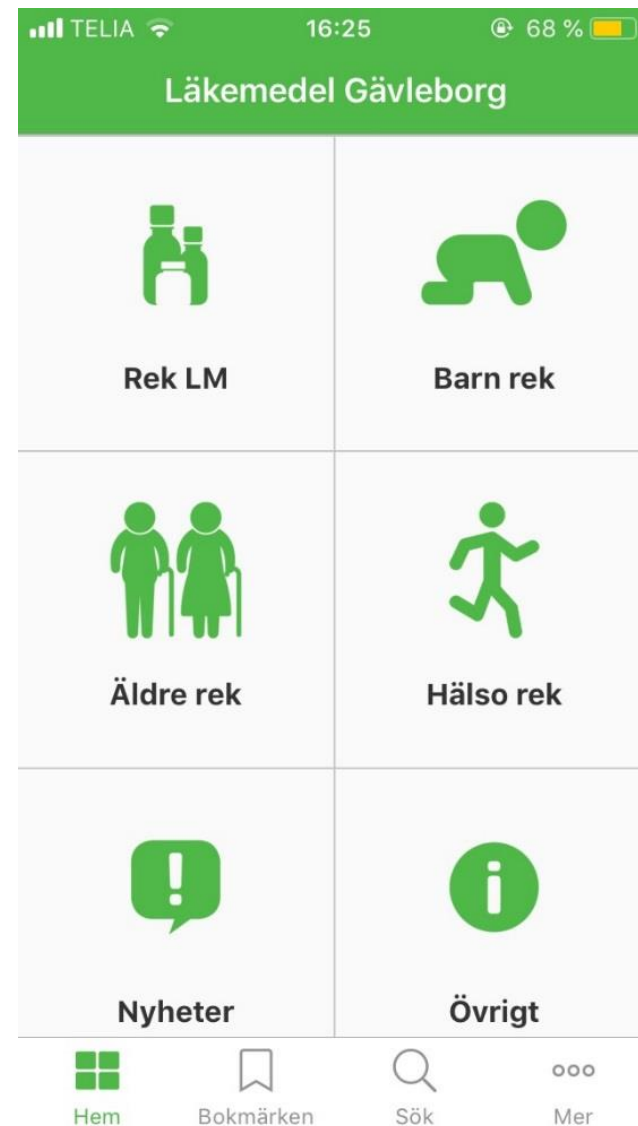 TELIA 16:25 68 %
Läkemedel Gävleborg
Rek LM Barn rek
Äldre rek Hälso rek
Nyheter Övrigt
Hem Bokmärken Sök Mer